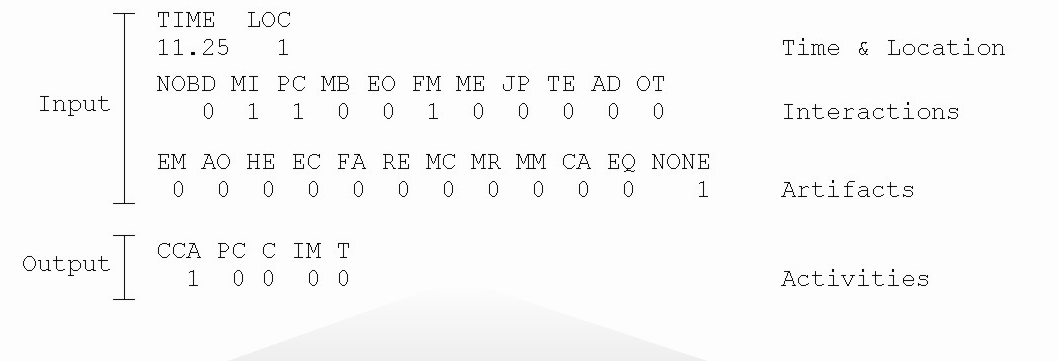 TIME LOC
11.25 1 Time & Location
NOBD MI PC MB EO FM ME JP TE AD OT
Input
0 1 1 0 0 1 0 0 0 0 0 Interactions
EM AO HE EC FA RE MC MR MM CA EQ NONE
0 0 0 0 0 0 0 0 0 0 0 1 Artifacts
CCA PC C IM T
Output
1 0 0 0 0 Activities